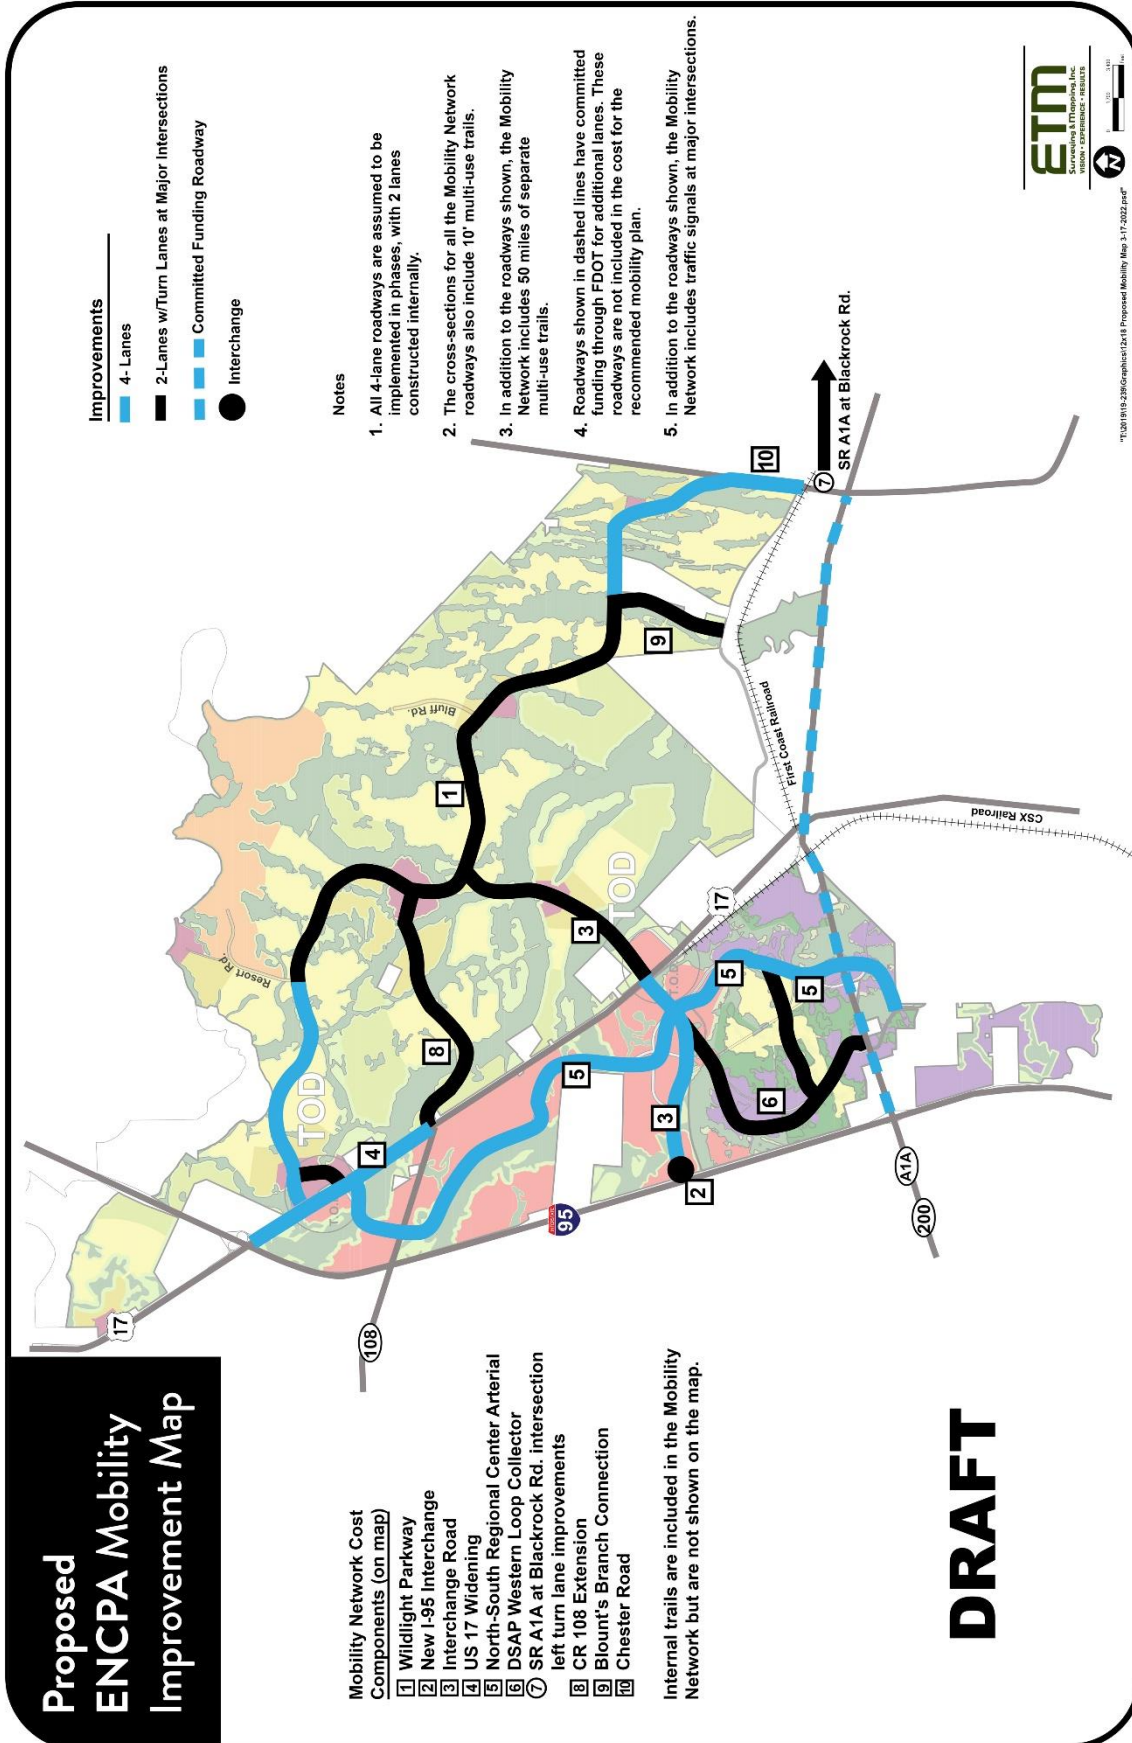 Proposed
ENCPA Mobility
Improvement Map
Mobility Network Cost
Components (on map)
1 Wildlight Parkway
2 New I-95 Interchange
3 Interchange Road
4 US 17 Widening
5 North-South Regional Center Arterial
6 DSAP Western Loop Collector
7 SR A1A at Blackrock Rd. intersection
left turn lane improvements
8 CR 108 Extension
9 Blount's Branch Connection
10 Chester Road
Internal trails are included in the Mobility
Network but are not shown on the map.
DRAFT
17
108
4
TOD
T.O.D.
Resort Rd.
8
5
95
3
2
6
5
5
A1A
200
3
TOD
T.O.D.
17
1
Bluff Rd.
9
First Coast Railroad
CSX Railroad
10
7
SR A1A at Blackrock Rd.
Improvements
4- Lanes
2-Lanes w/Turn Lanes at Major Intersections
Committed Funding Roadway
Interchange
Notes
1. All 4-lane roadways are assumed to be
implemented in phases, with 2 lanes
constructed internally.
2. The cross-sections for all the Mobility Network
roadways also include 10' multi-use trails.
3. In addition to the roadways shown, the Mobility
Network includes 50 miles of separate
multi-use trails.
4. Roadways shown in dashed lines have committed
funding through FDOT for additional lanes. These
roadways are not included in the cost for the
recommended mobility plan.
5. In addition to the roadways shown, the Mobility
Network includes traffic signals at major intersections.
ETM
Surveying & Mapping, Inc.
VISION • EXPERIENCE • RESULTS
N